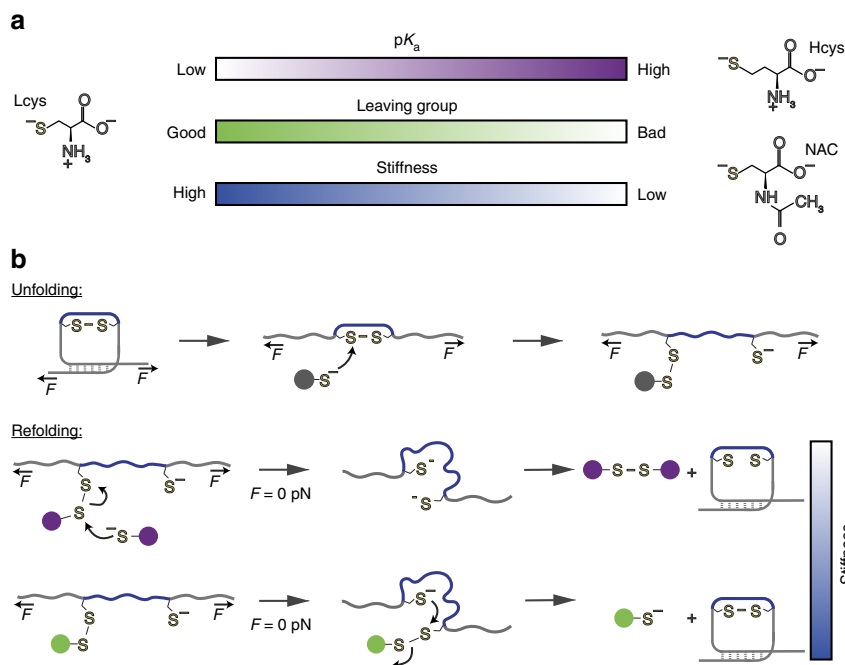 a
pKa
Low
High
Hcys
Lcys
Leaving group
Good
Bad
NAC
Stiffness
High
Low
-S
O
O-
NH3
+
-S
O
O-
NH3
+
-S
O
O-
NH
CH3
O
b
Unfolding:
S-S
F
F
F
S-S
F
S-
F
S
S
S-
F
Refolding:
F
S
S
S-
F
-S
F = 0 pN
S-
-S
S-S
+
S S
F
S
S
S-
F
F = 0 pN
S-
S
S
S-
+
S-S
Stiffness